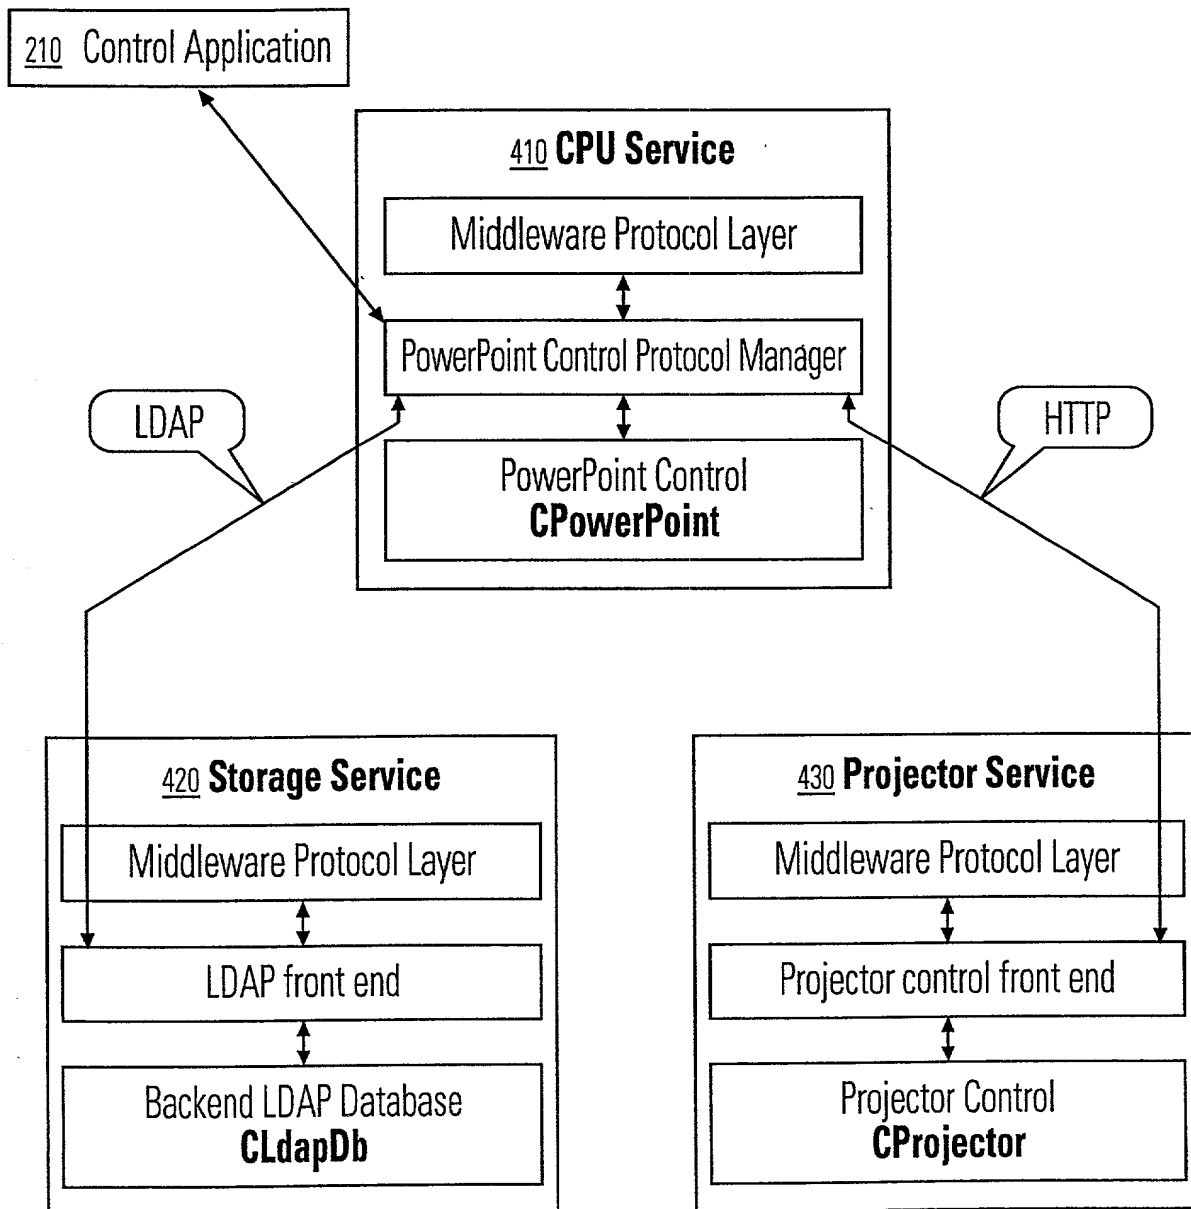 210 Control Application
410 CPU Service
Middleware Protocol Layer
PowerPoint Control Protocol Manager
LDAP
HTTP
PowerPoint Control
CPowerPoint
420 Storage Service
Middleware Protocol Layer
LDAP front end
Backend LDAP Database
CLdapDb
430 Projector Service
Middleware Protocol Layer
Projector control front end
Projector Control
CProjector